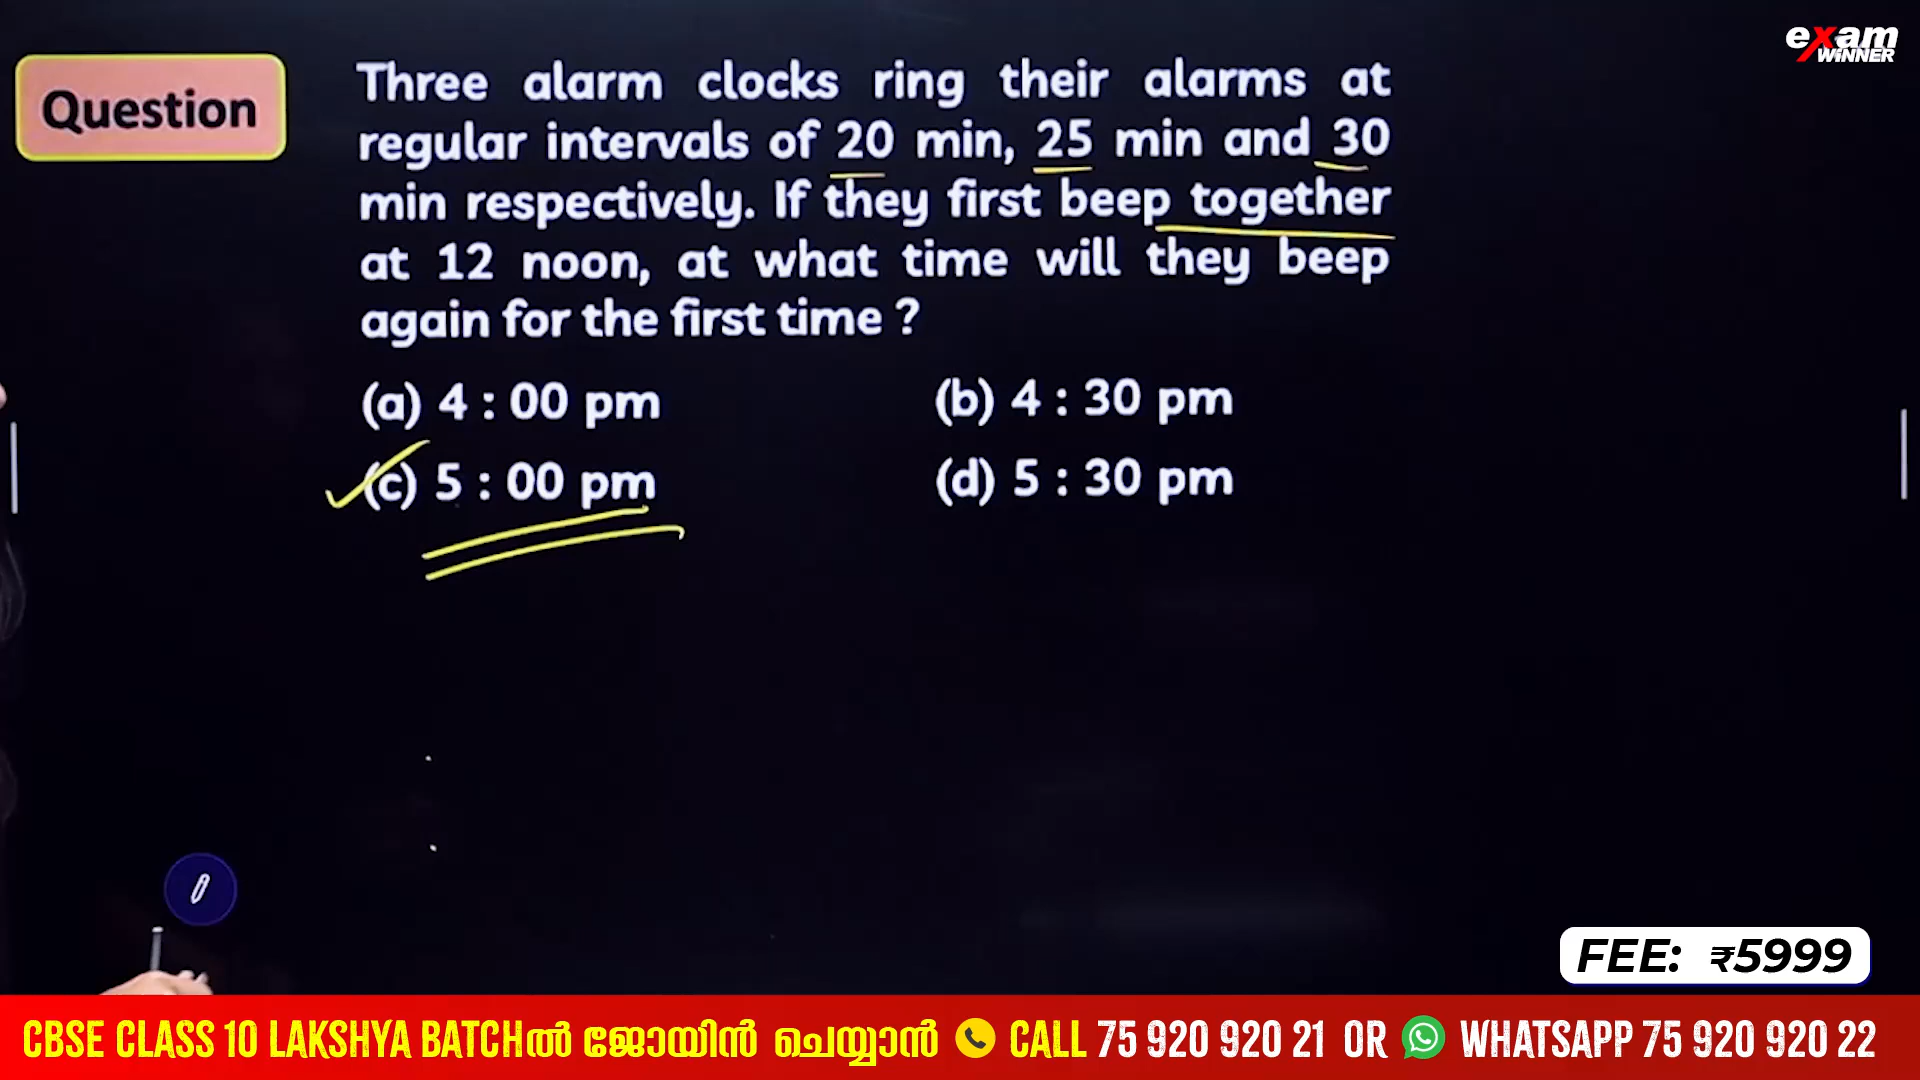 exam
WINNER
Question
Three alarm clocks ring their alarms at
regular intervals of 20 min, 25 min and 30
min respectively. If they first beep together
at 12 noon, at what time will they beep
again for the first time ?
(a) 4 : 00 pm
(b) 4 : 30 pm
(c) 5 : 00 pm
(d) 5 : 30 pm
FEE: ₹5999
CBSE CLASS 10 LAKSHYA BATCHൽ ജോയിൻ ചെയ്യാൻ CALL 75 920 920 21 OR WHATSAPP 75 920 920 22